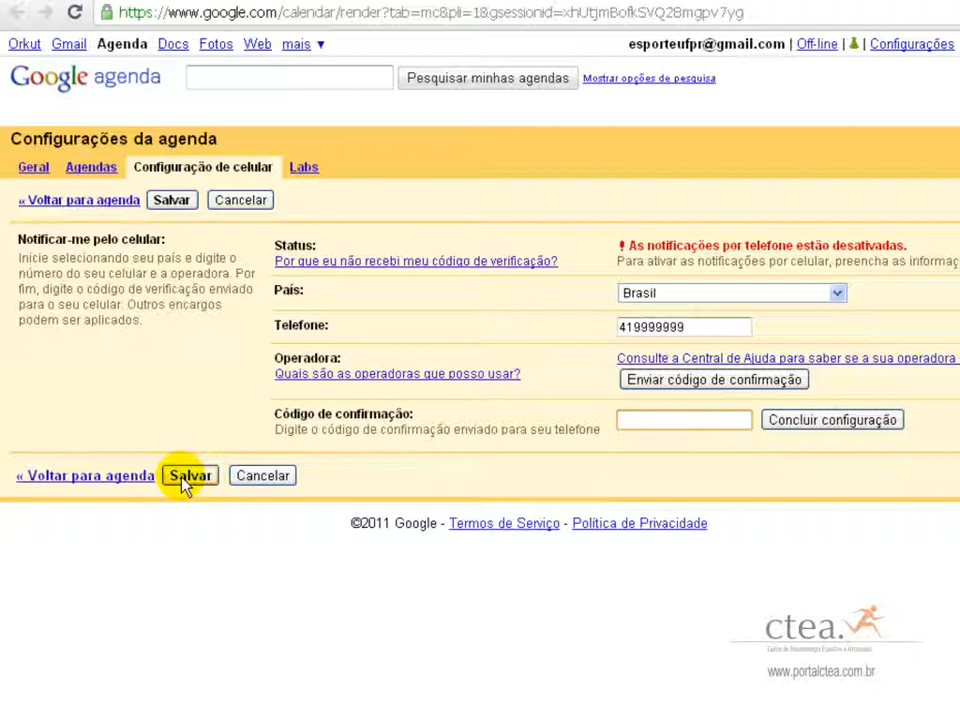 https://www.google.com/calendar/render?tab=mc&pli=1&gsessionid=xhUtjmBofkSVQ28mgpv7yg
Orkut Gmail Agenda Docs Fotos Web mais ▼ esporteufpr@gmail.com | Off-line | Configurações
Google agenda Pesquisar minhas agendas Mostrar opções de pesquisa
Configurações da agenda
Geral Agendas Configuração de celular Labs
« Voltar para agenda Salvar Cancelar
Notificar-me pelo celular:
Inicie selecionando seu país e digite o
número do seu celular e a operadora. Por
fim, digite o código de verificação enviado
para o seu celular. Outros encargos
podem ser aplicados.
Status: As notificações por telefone estão desativadas.
Por que eu não recebi meu código de verificação? Para ativar as notificações por celular, preencha as informaç
País: Brasil
Telefone: 419999999
Operadora: Consulte a Central de Ajuda para saber se a sua operadora
Quais são as operadoras que posso usar? Enviar código de confirmação
Código de confirmação: Concluir configuração
Digite o código de confirmação enviado para seu telefone
« Voltar para agenda Salvar Cancelar
©2011 Google - Termos de Serviço - Política de Privacidade
ctea.
www.portalctea.com.br